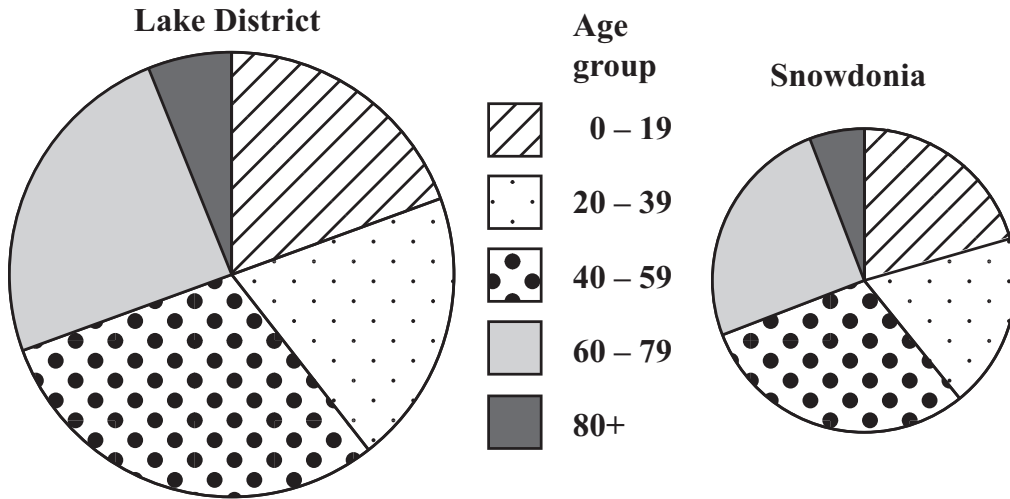 Lake District
Age
group
0 – 19
20 – 39
40 – 59
60 – 79
80+
Snowdonia